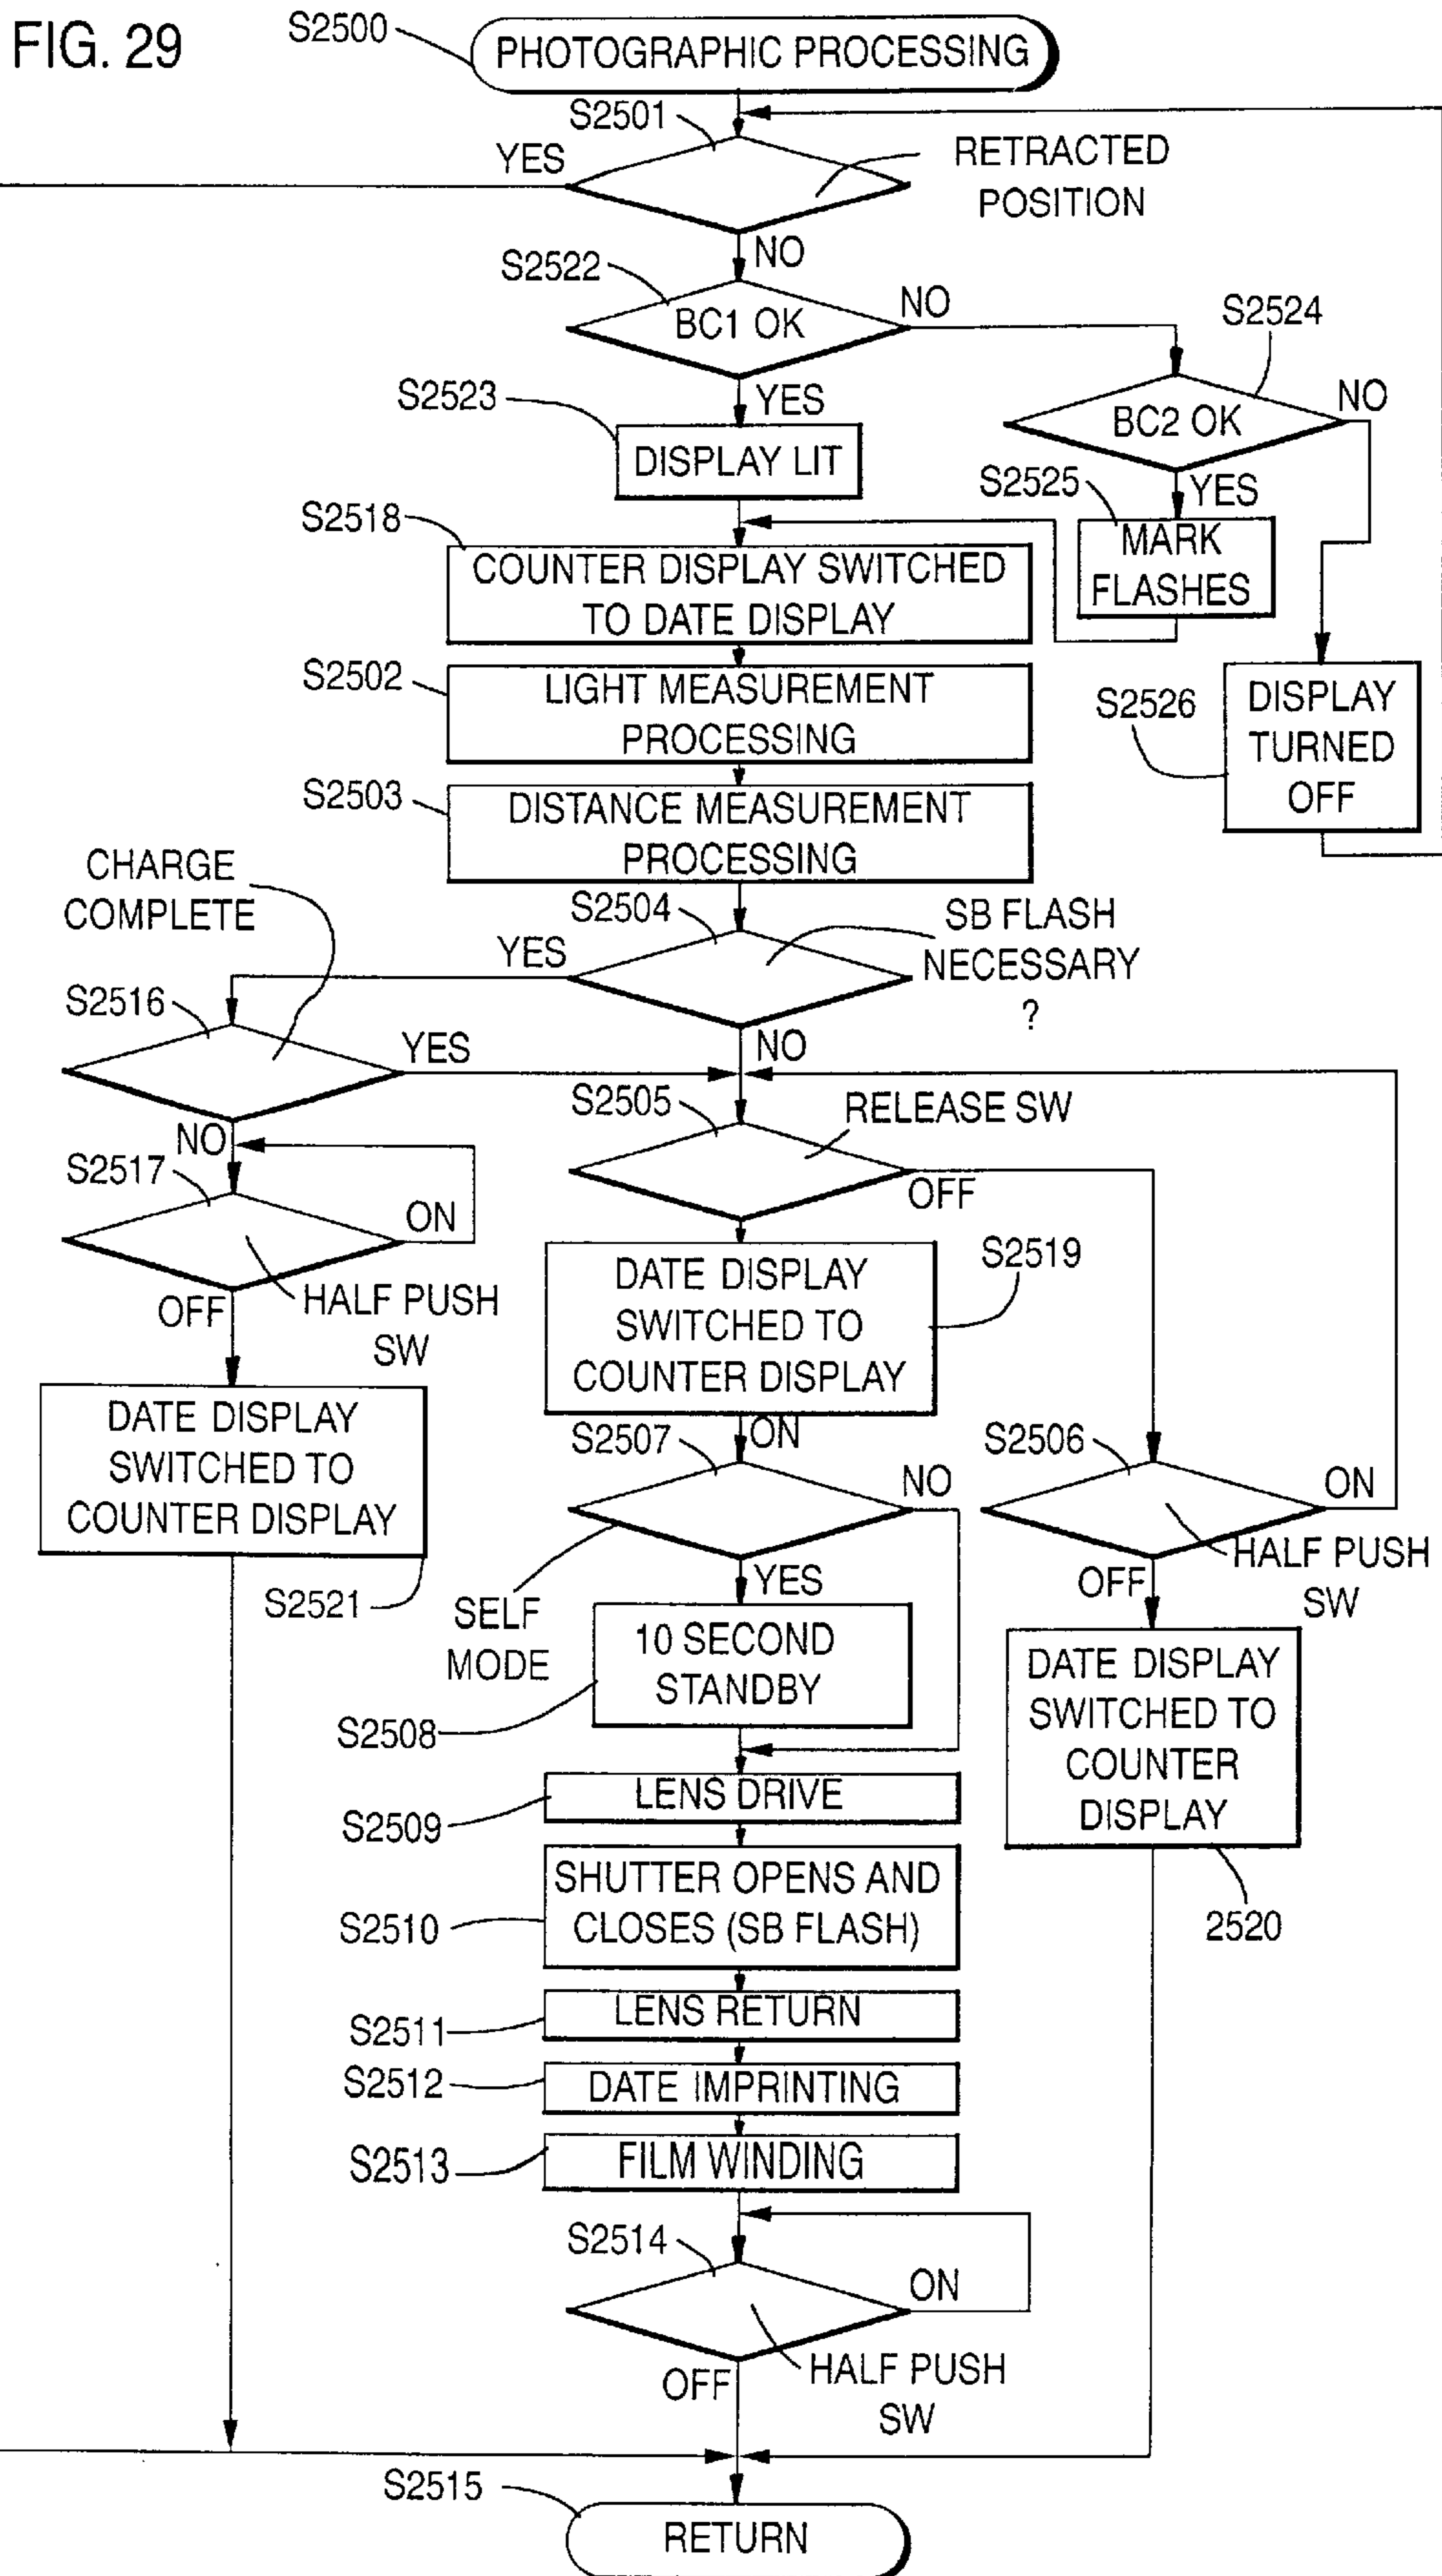 FIG. 29
S2500
PHOTOGRAPHIC PROCESSING
S2501
YES
RETRACTED
POSITION
NO
S2522
BC1 OK
NO
S2524
YES
S2523
BC2 OK
NO
DISPLAY LIT
S2525
YES
S2518
MARK
FLASHES
COUNTER DISPLAY SWITCHED
TO DATE DISPLAY
S2502
LIGHT MEASUREMENT
PROCESSING
S2526
DISPLAY
TURNED
OFF
S2503
DISTANCE MEASUREMENT
PROCESSING
CHARGE
COMPLETE
S2504
SB FLASH
NECESSARY
?
YES
S2516
YES
NO
S2505
RELEASE SW
NO
S2517
ON
OFF
HALF PUSH
SW
OFF
DATE DISPLAY
SWITCHED TO
COUNTER DISPLAY
S2519
DATE DISPLAY
SWITCHED TO
COUNTER DISPLAY
S2521
ON
S2507
NO
S2506
ON
HALF PUSH
SW
OFF
YES
SELF
MODE
10 SECOND
STANDBY
S2508
DATE DISPLAY
SWITCHED TO
COUNTER
DISPLAY
2520
LENS DRIVE
S2509
SHUTTER OPENS AND
CLOSES (SB FLASH)
S2510
LENS RETURN
S2511
S2512
DATE IMPRINTING
S2513
FILM WINDING
S2514
ON
HALF PUSH
SW
OFF
S2515
RETURN